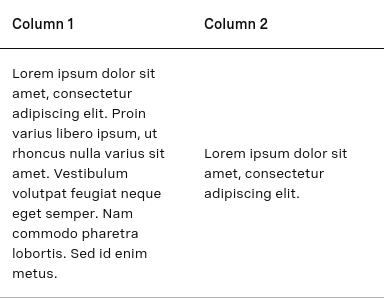 Column 1
Column 2
Lorem ipsum dolor sit
amet, consectetur
adipiscing elit. Proin
varius libero ipsum, ut
rhoncus nulla varius sit
amet. Vestibulum
volutpat feugiat neque
eget semper. Nam
commodo pharetra
lobortis. Sed id enim
metus.
Lorem ipsum dolor sit
amet, consectetur
adipiscing elit.